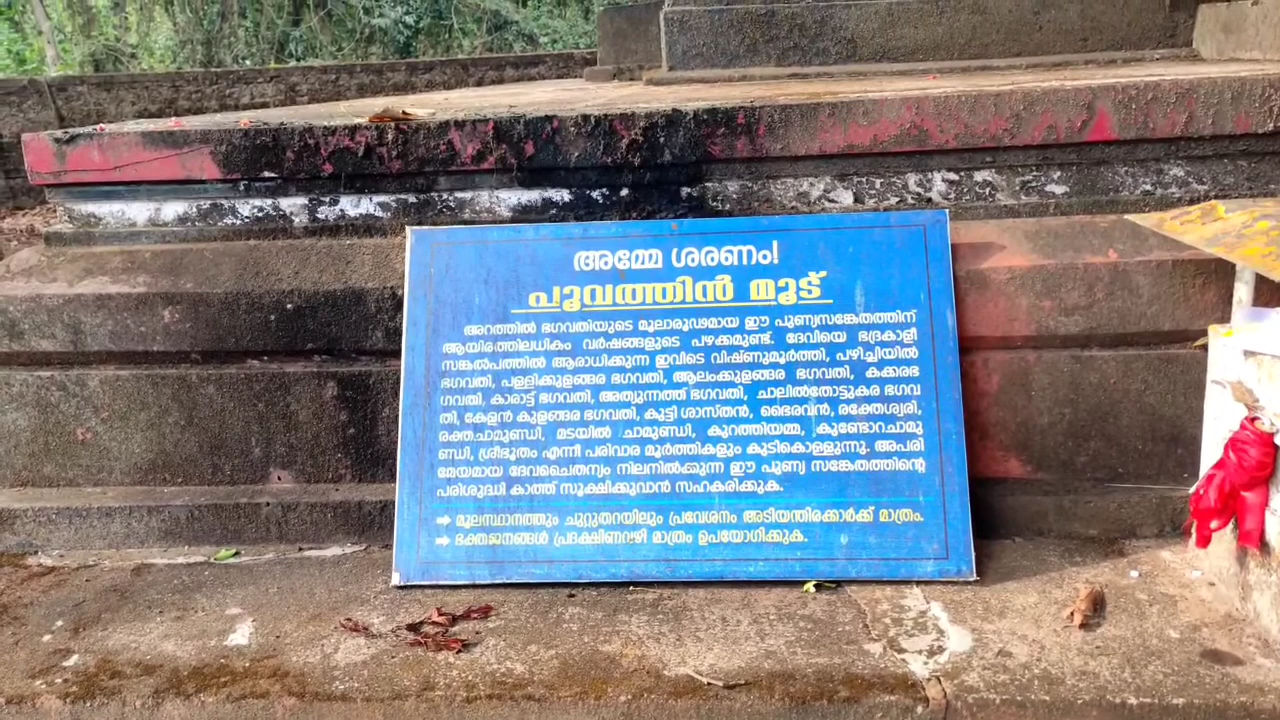 അമ്മേ ശരണം!
പൂവത്തിൻ മൂട്
അറത്തിൽ ഭഗവതിയുടെ മൂലാരൂഢമായ ഈ പുണ്യസങ്കേതത്തിന്
ആയിരത്തിലധികം വർഷങ്ങളുടെ പഴക്കമുണ്ട്. ദേവിയെ ഭദ്രകാളീ
സങ്കൽപത്തിൽ ആരാധിക്കുന്ന ഇവിടെ വിഷ്ണുമൂർത്തി, പഴിച്ചിയിൽ
ഭഗവതി, പള്ളിക്കുളങ്ങര ഭഗവതി, ആലംക്കുളങ്ങര ഭഗവതി, കക്കരഭ
ഗവതി, കാരാട്ട് ഭഗവതി, അത്യുന്നത്ത് ഭഗവതി, ചാലിൽതോട്ടുകര ഭഗവ
തി, കേളൻ കുളങ്ങര ഭഗവതി, കുട്ടി ശാസ്തൻ, ഭൈരവൻ, രക്തേശ്വരി,
രക്തചാമുണ്ഡി, മടയിൽ ചാമുണ്ഡി, കുറത്തിയമ്മ, കുണ്ടോറചാമു
ണ്ഡി, ശ്രീഭൂതം എന്നീ പരിവാര മൂർത്തികളും കുടികൊള്ളുന്നു. അപരി
മേയമായ ദേവചൈതന്യം നിലനിൽക്കുന്ന ഈ പുണ്യ സങ്കേതത്തിന്റെ
പരിശുദ്ധി കാത്ത് സൂക്ഷിക്കുവാൻ സഹകരിക്കുക.
➡ മൂലസ്ഥാനത്തും ചുറ്റുതറയിലും പ്രവേശനം അടിയന്തിരക്കാർക്ക് മാത്രം.
➡ ഭക്തജനങ്ങൾ പ്രദക്ഷിണവഴി മാത്രം ഉപയോഗിക്കുക.